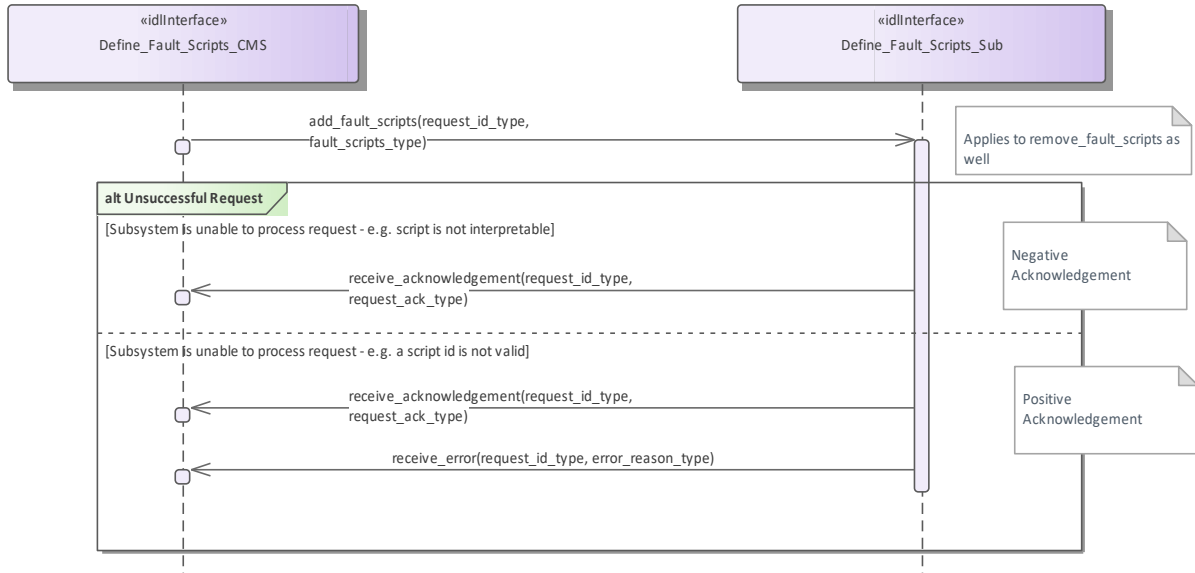 «idlInterface»
Define_Fault_Scripts_CMS
«idlInterface»
Define_Fault_Scripts_Sub
add_fault_scripts(request_id_type,
fault_scripts_type)
Applies to remove_fault_scripts as
well
alt Unsuccessful Request
[Subsystem is unable to process request - e.g. script is not interpretable]
Negative
Acknowledgement
receive_acknowledgement(request_id_type,
request_ack_type)
[Subsystem is unable to process request - e.g. a script id is not valid]
receive_acknowledgement(request_id_type,
request_ack_type)
Positive
Acknowledgement
receive_error(request_id_type, error_reason_type)